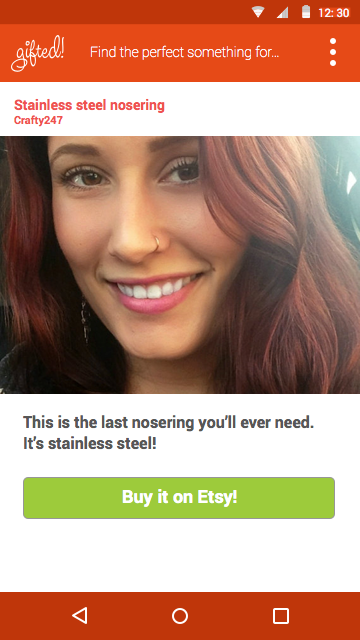 12:30
gifted!
Find the perfect something for...
Stainless steel nosering
Crafty247
This is the last nosering you'll ever need.
It's stainless steel!
Buy it on Etsy!